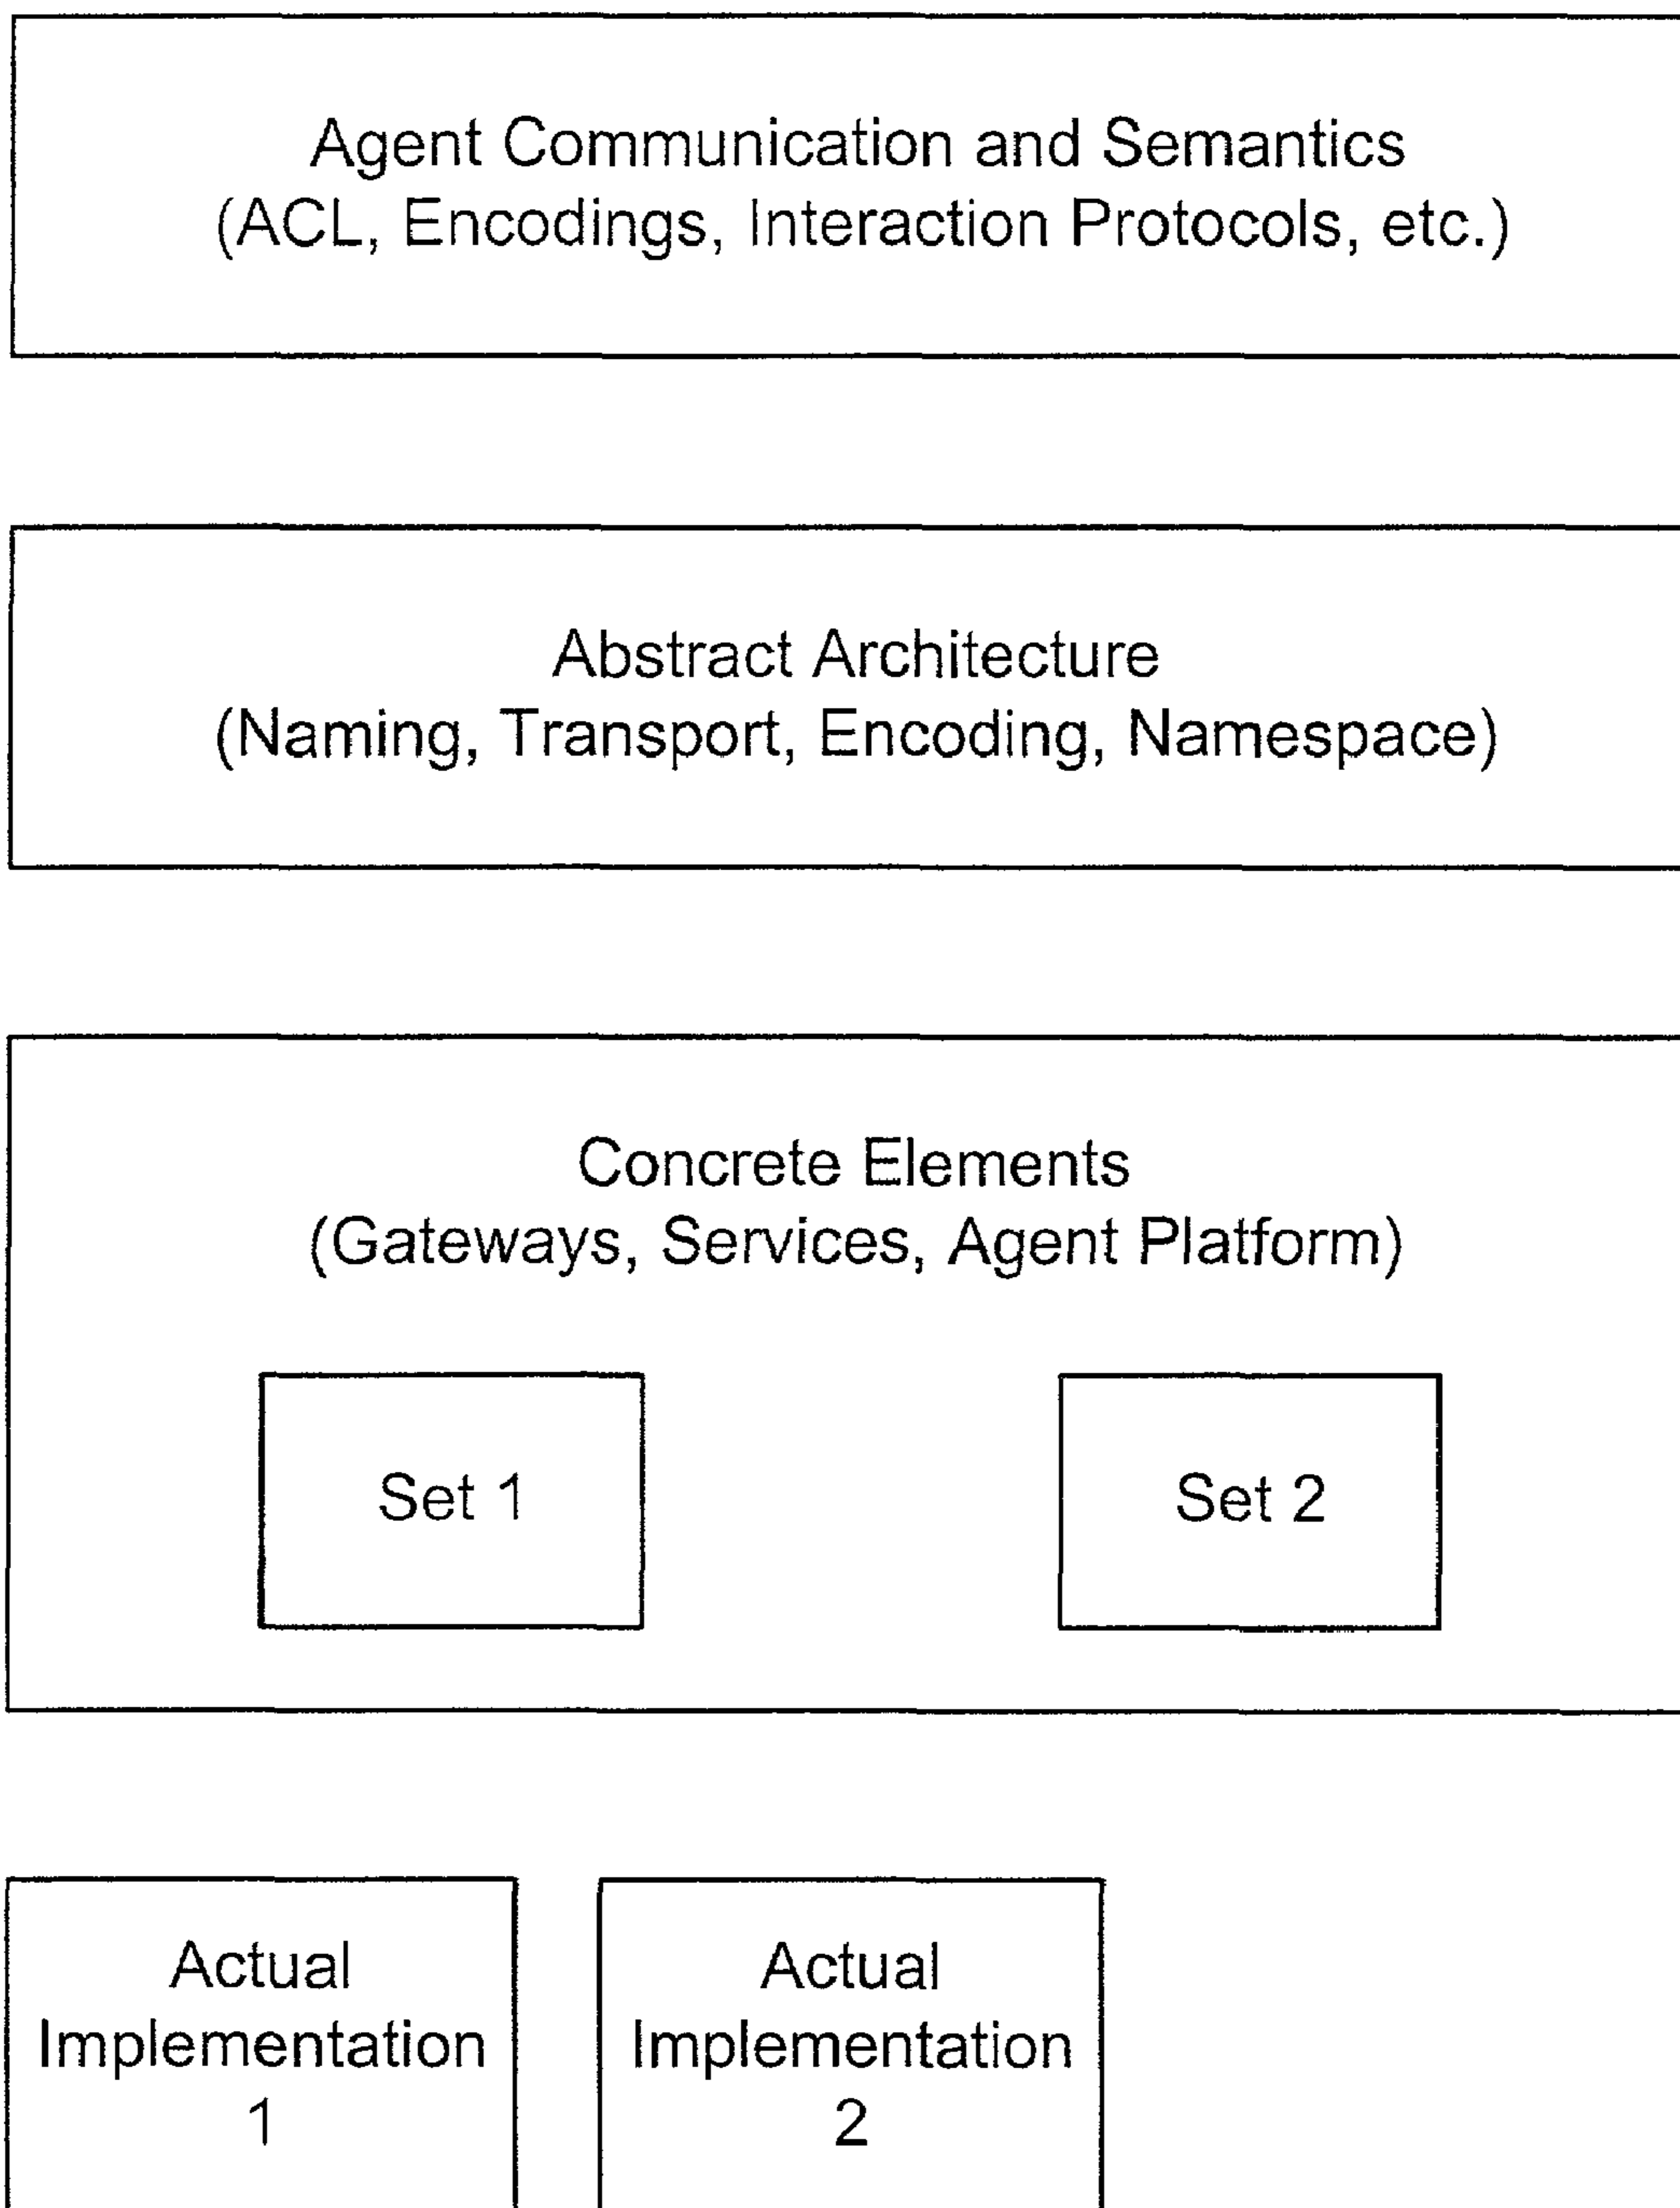 Agent Communication and Semantics
(ACL, Encodings, Interaction Protocols, etc.)
Abstract Architecture
(Naming, Transport, Encoding, Namespace)
Concrete Elements
(Gateways, Services, Agent Platform)
Set 1
Set 2
Actual
Implementation
1
Actual
Implementation
2